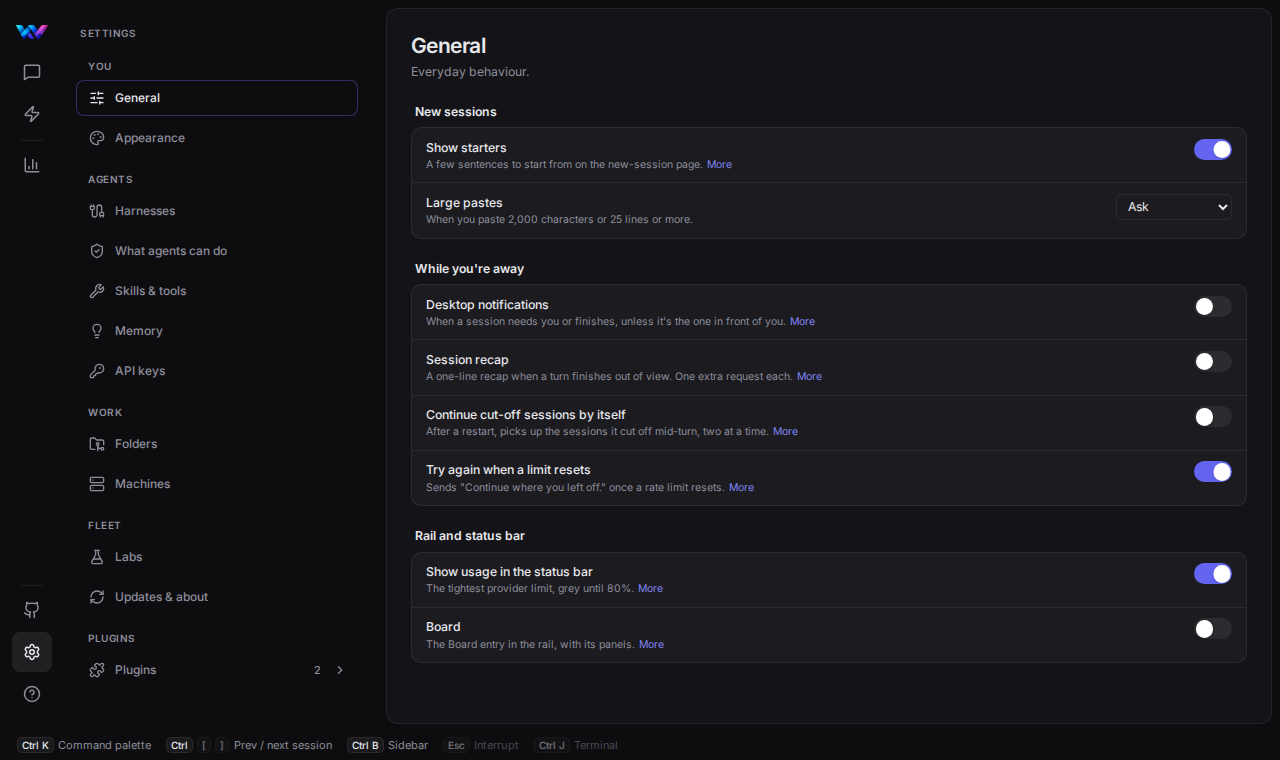 SETTINGS
YOU
General
Appearance
AGENTS
Harnesses
What agents can do
Skills & tools
Memory
API keys
WORK
Folders
Machines
FLEET
Labs
Updates & about
PLUGINS
Plugins 2
General
Everyday behaviour.
New sessions
Show starters
A few sentences to start from on the new-session page. More
Large pastes
When you paste 2,000 characters or 25 lines or more.
Ask
While you're away
Desktop notifications
When a session needs you or finishes, unless it's the one in front of you. More
Session recap
A one-line recap when a turn finishes out of view. One extra request each. More
Continue cut-off sessions by itself
After a restart, picks up the sessions it cut off mid-turn, two at a time. More
Try again when a limit resets
Sends "Continue where you left off." once a rate limit resets. More
Rail and status bar
Show usage in the status bar
The tightest provider limit, grey until 80%. More
Board
The Board entry in the rail, with its panels. More
Ctrl K Command palette Ctrl [ ] Prev / next session Ctrl B Sidebar Esc Interrupt Ctrl J Terminal